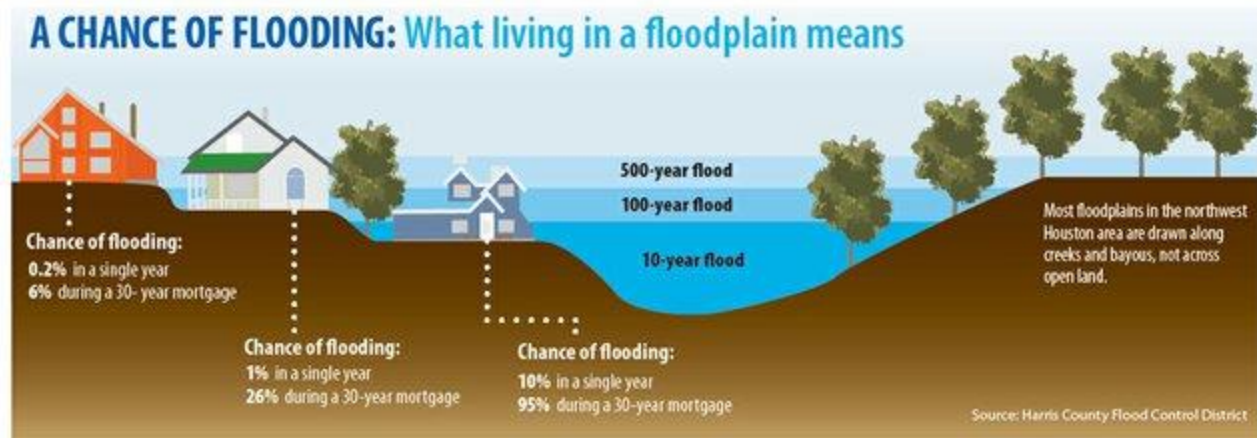 A CHANCE OF FLOODING: What living in a floodplain means
500-year flood
100-year flood
10-year flood
Chance of flooding:
0.2% in a single year
6% during a 30- year mortgage
Chance of flooding:
1% in a single year
26% during a 30-year mortgage
Chance of flooding:
10% in a single year
95% during a 30-year mortgage
Most floodplains in the northwest
Houston area are drawn along
creeks and bayous, not across
open land.
Source: Harris County Flood Control District